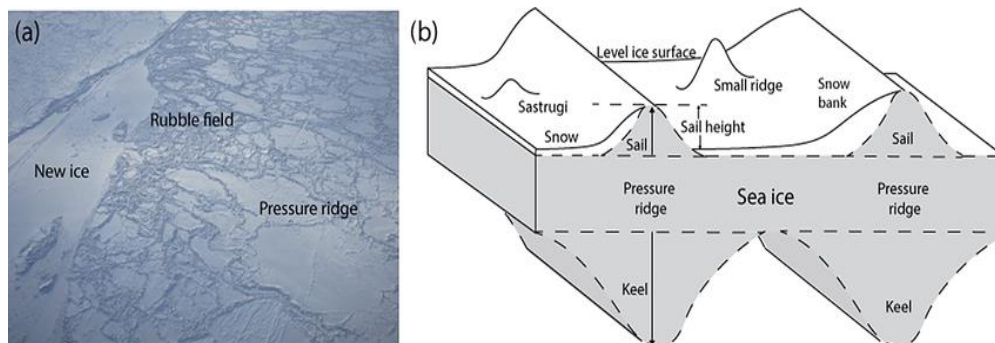 (a)
Rubble field
New ice
Pressure ridge
(b)
Level ice surface
Small ridge
Snow
bank
Sastrugi
Snow
Sail height
Sail
Sail
Pressure
ridge
Sea ice
Pressure
ridge
Keel
Keel